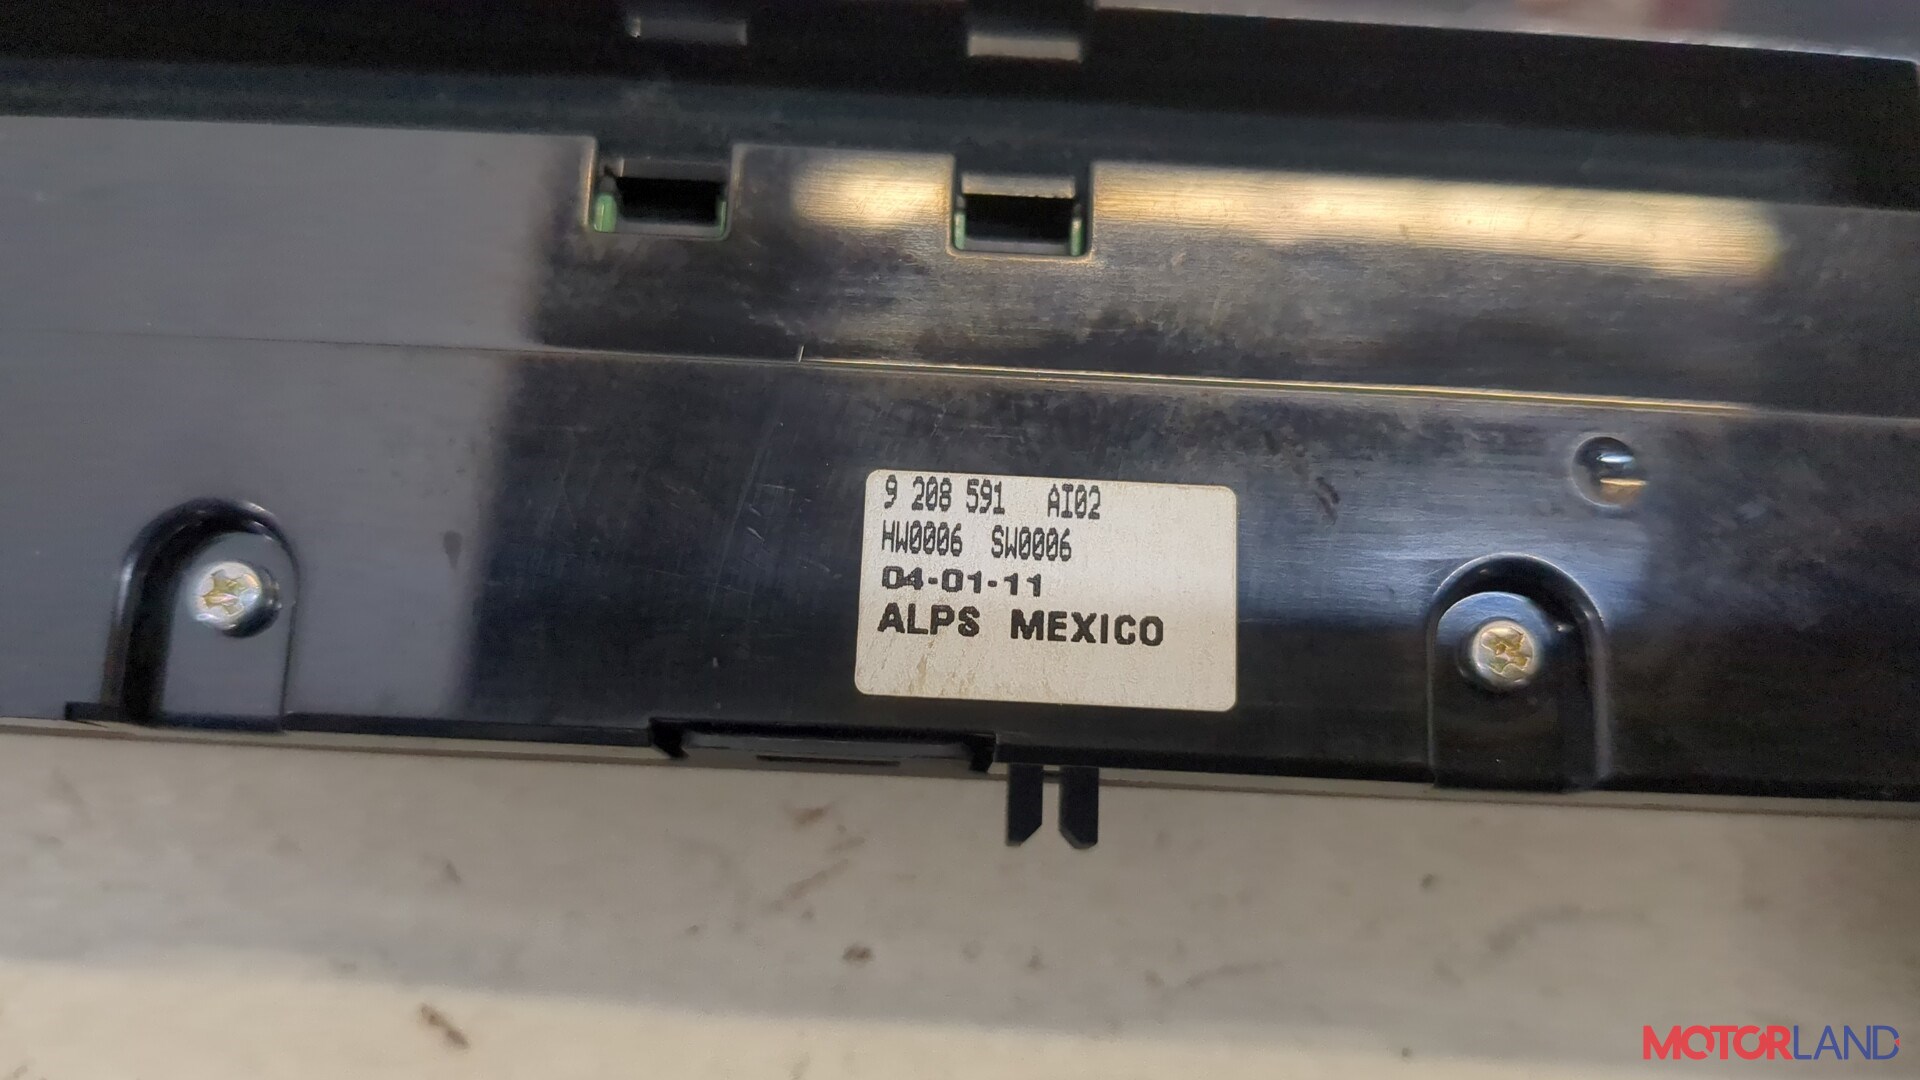 9 208 591 AI02
HW0006 SW0006
04-01-11
ALPS MEXICO
MOTORLAND